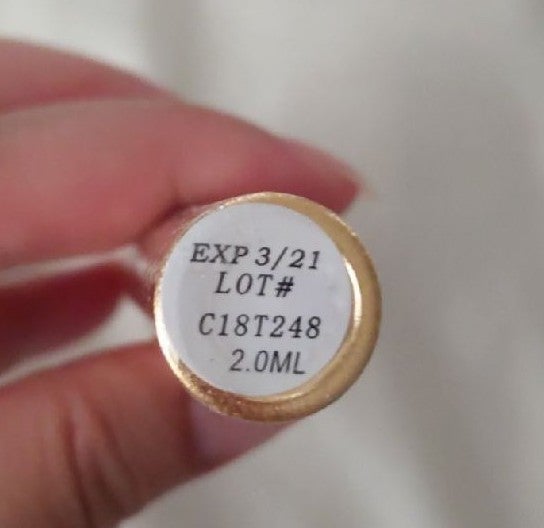 EXP 3/21
LOT#
C18T248
2.0ML